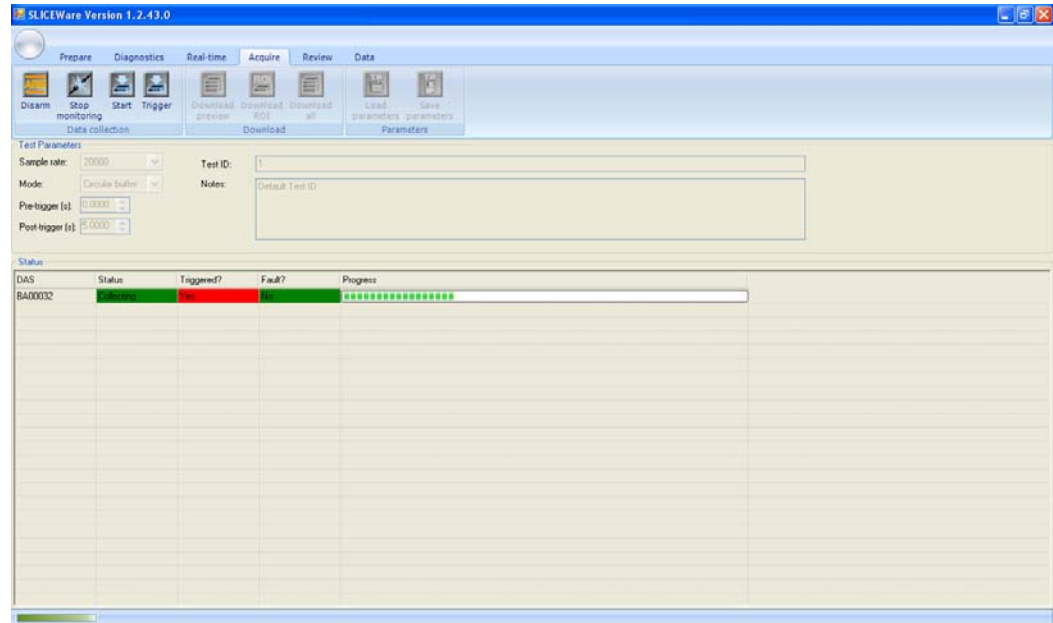 SLICEWare Version 1.2.43.0
Prepare Diagnostics Real-time Acquire Review Data
Disarm Stop monitoring Start Trigger Download preview Download ROI Download all Load parameters Save parameters
Data collection Download Parameters
Test Parameters
Sample rate: 20000 Test ID: 1
Mode: Circular buffer Notes: Default Test ID
Pre-trigger (s): 0.0000
Post-trigger (s): 5.0000
Status
DAS Status Triggered? Fault? Progress
BA00032 Collecting Yes No